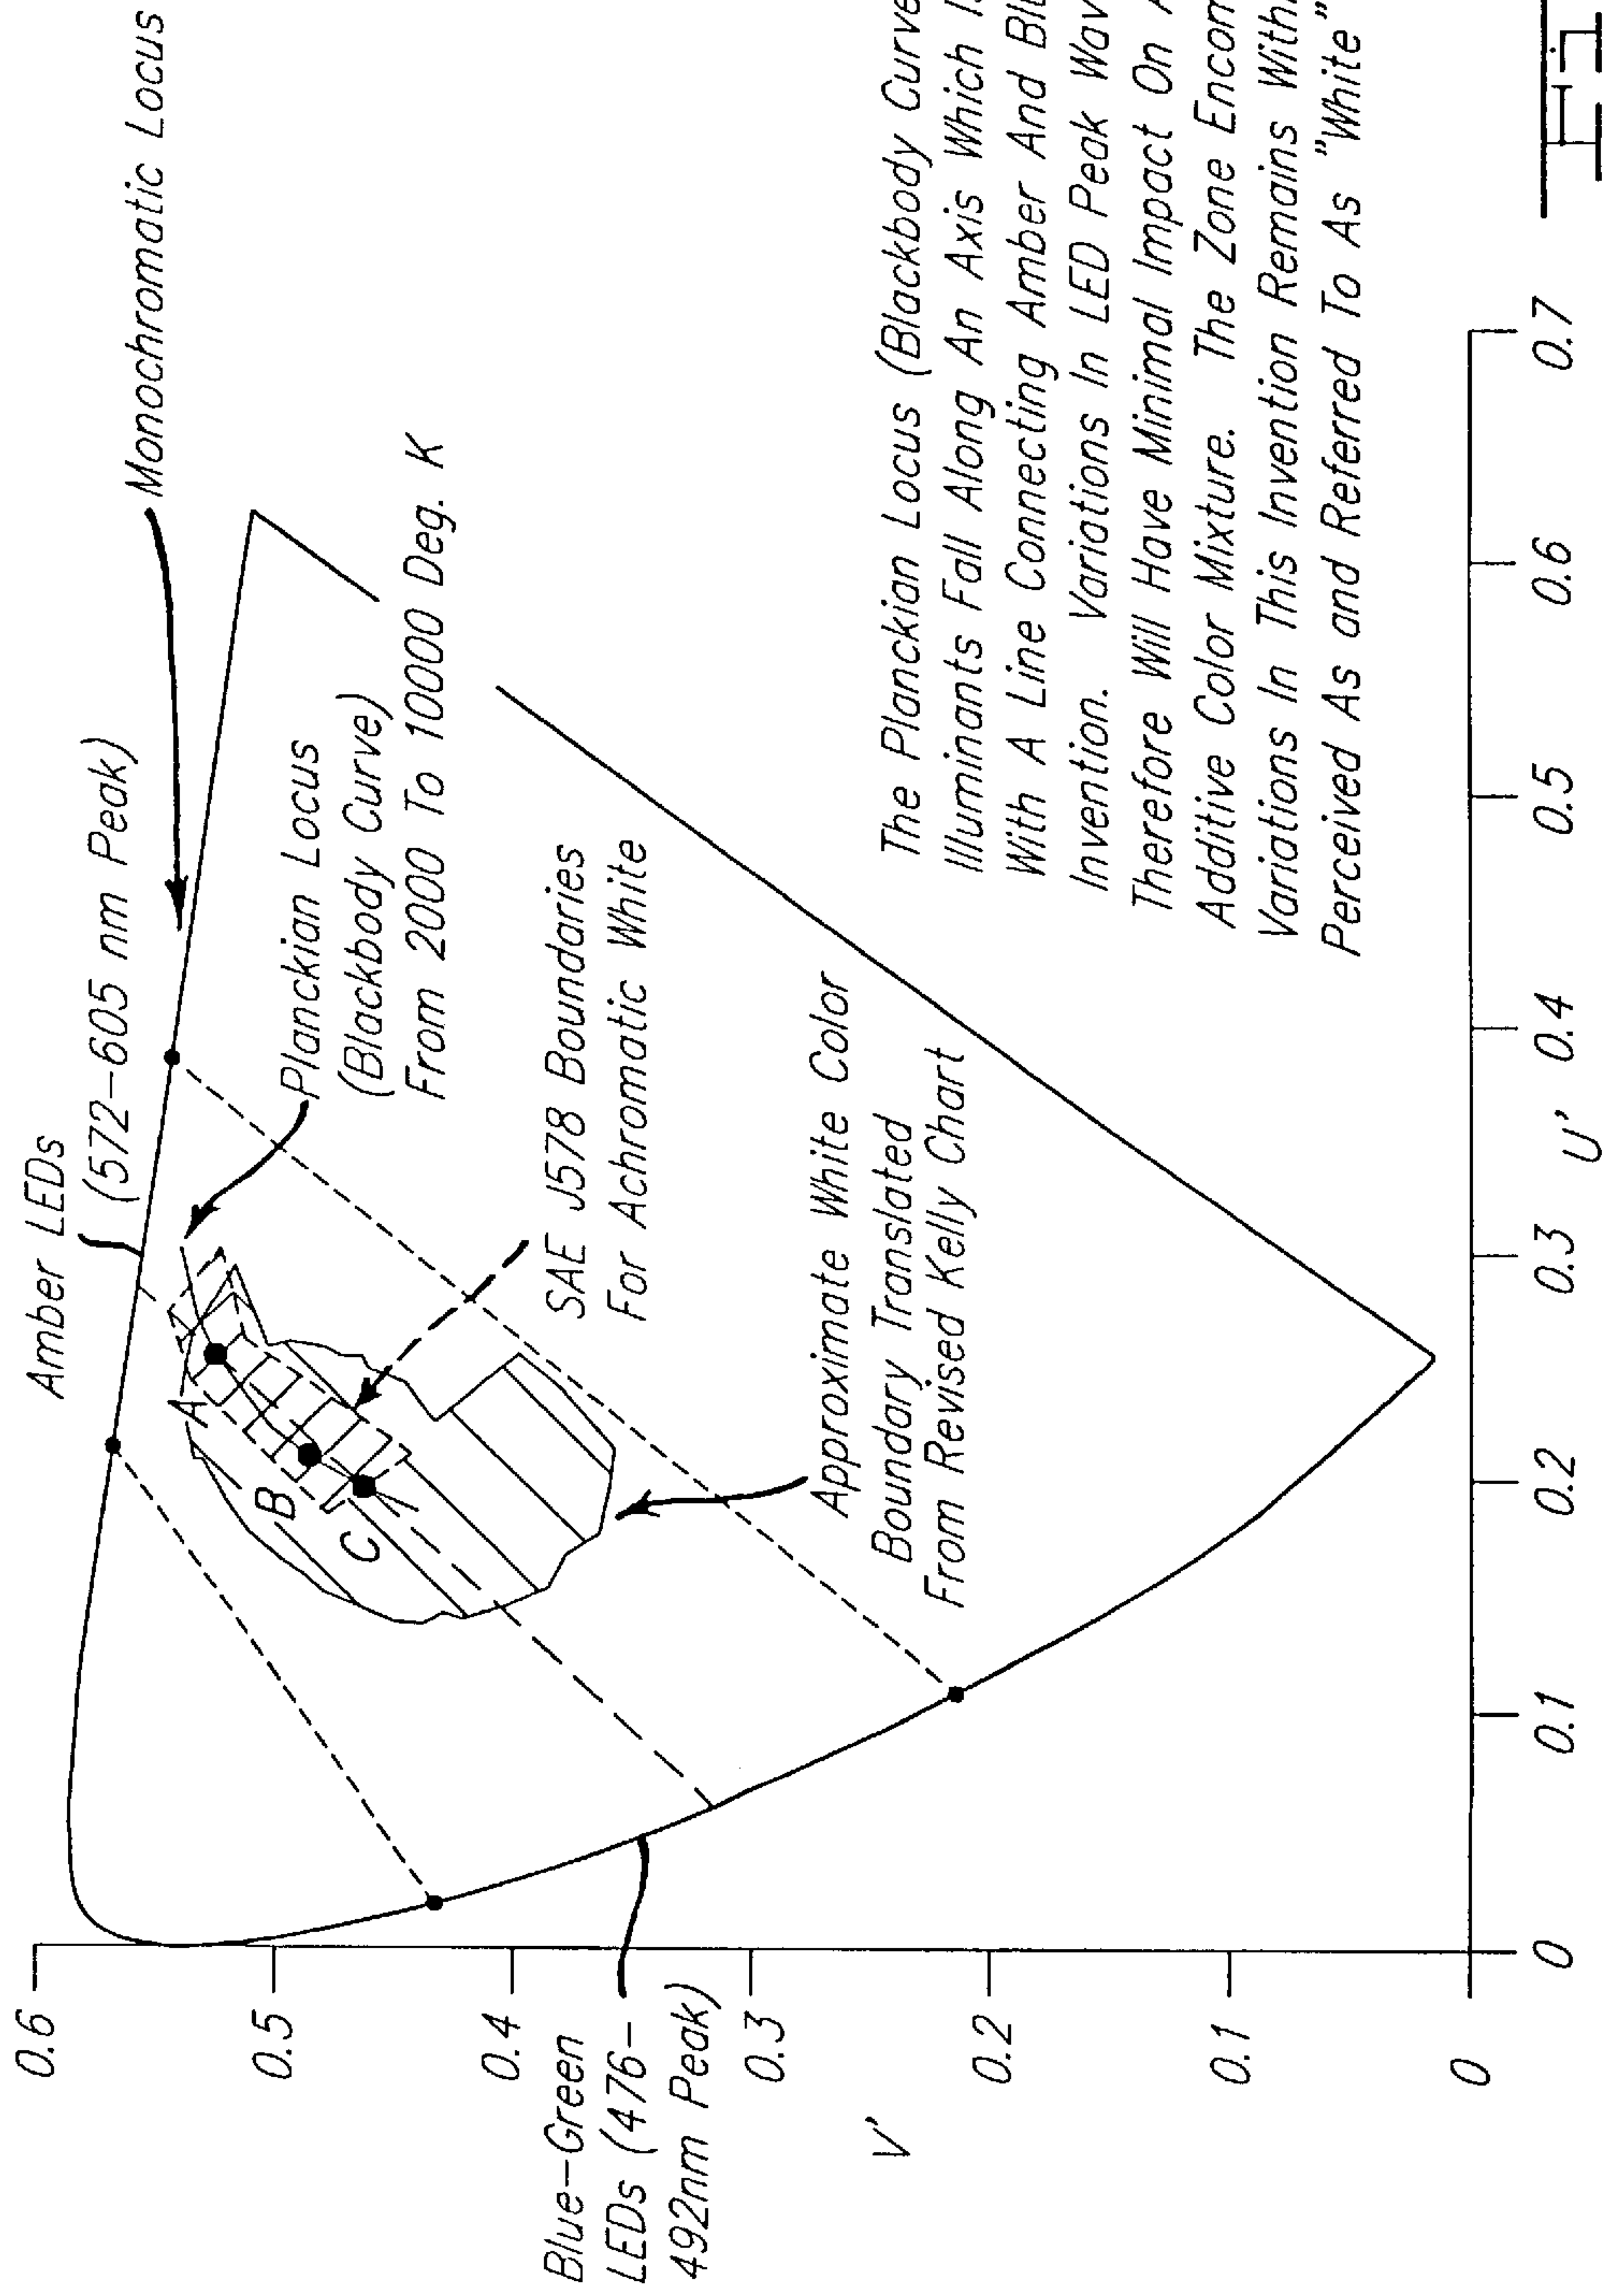 Amber LEDs
(572–605 nm Peak)
Monochromatic Locus
Planckian Locus
(Blackbody Curve)
From 2000 To 10000 Deg. K
SAE J578 Boundaries
For Achromatic White
Approximate White Color
Boundary Translated
From Revised Kelly Chart
A
B
C
Blue–Green
LEDs (476–
492nm Peak)
V'
0.6
0.5
0.4
0.3
0.2
0.1
0
0
0.1
0.2
0.3
0.4
0.5
0.6
0.7
U'
The Planckian Locus (Blackbody Curve
Illuminants Fall Along An Axis Which
With A Line Connecting Amber And
Invention. Variations In LED Peak
Therefore Will Have Minimal Impact On
Additive Color Mixture. The Zone
Variations In This Invention Remains
Perceived As and Referred To As "White"